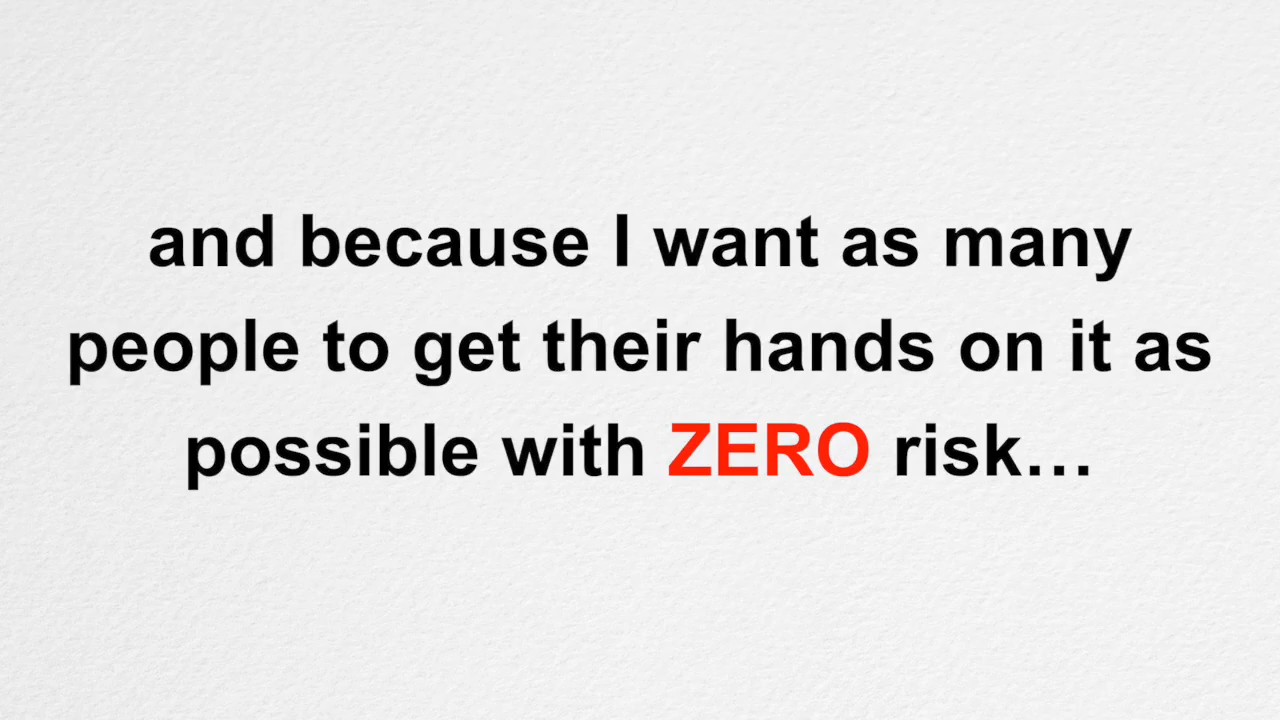 and because I want as many
people to get their hands on it as
possible with ZERO risk…